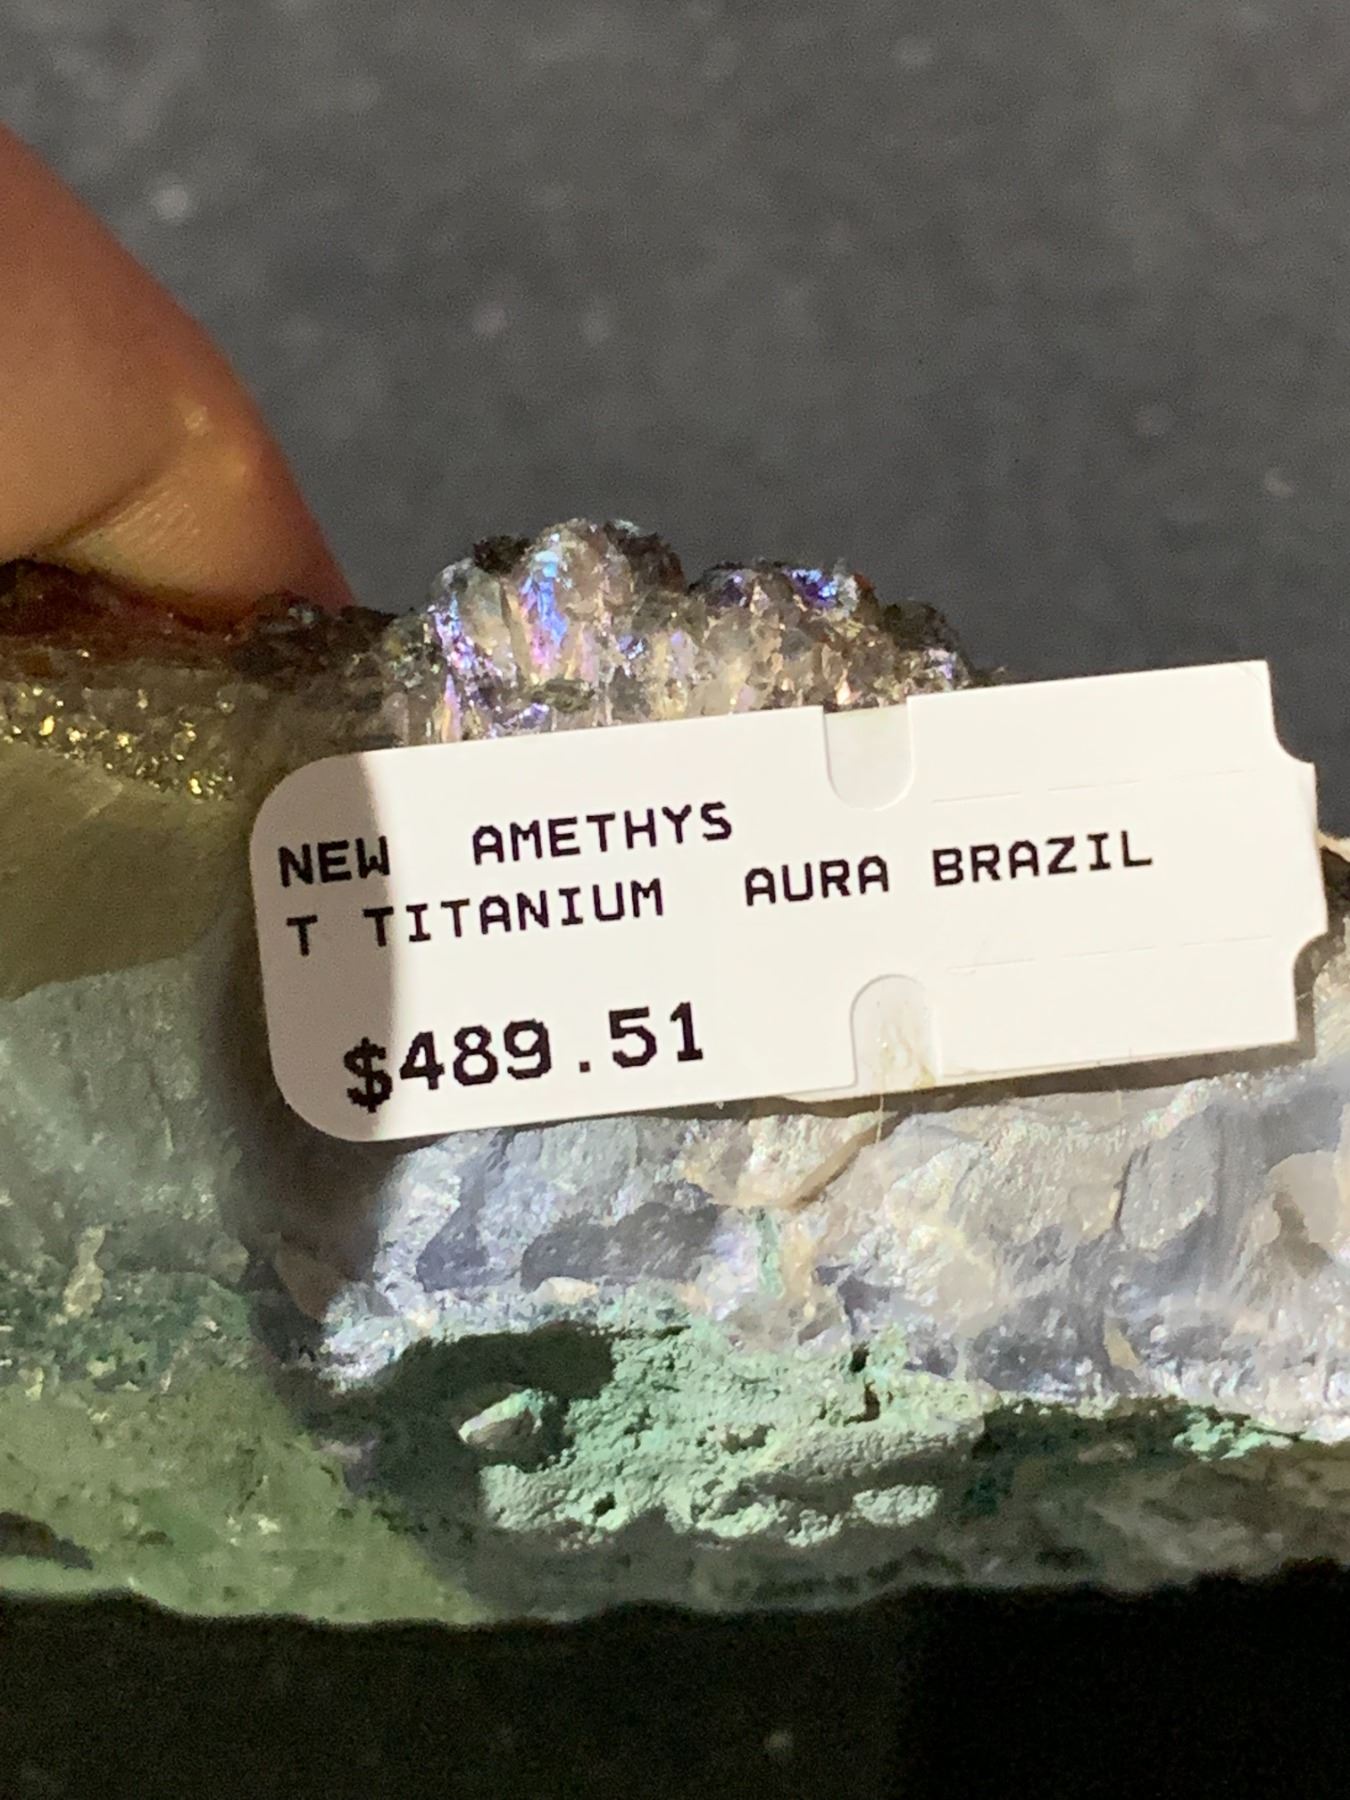 NEW AMETHYS
T TITANIUM AURA BRAZIL
$489.51